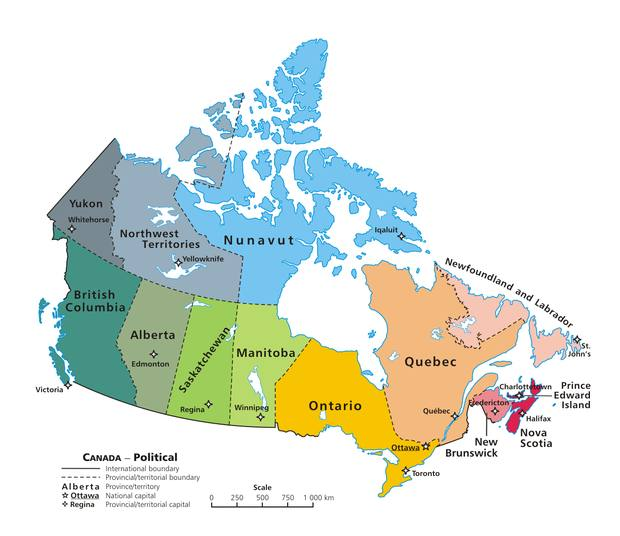 Yukon
Whitehorse
Northwest
Territories
Yellowknife
Nunavut
Iqaluit
British
Columbia
Victoria
Alberta
Edmonton
Saskatchewan
Regina
Manitoba
Winnipeg
Ontario
Ottawa
Toronto
Quebec
Québec
Newfoundland and Labrador
St.
John's
Charlottetown
Prince
Edward
Island
Fredericton
Halifax
New
Brunswick
Nova
Scotia
CANADA – Political
International boundary
Provincial/territorial boundary
Alberta Province/territory
Ottawa National capital
Regina Provincial/territorial capital
Scale
0 250 500 750 1 000 km